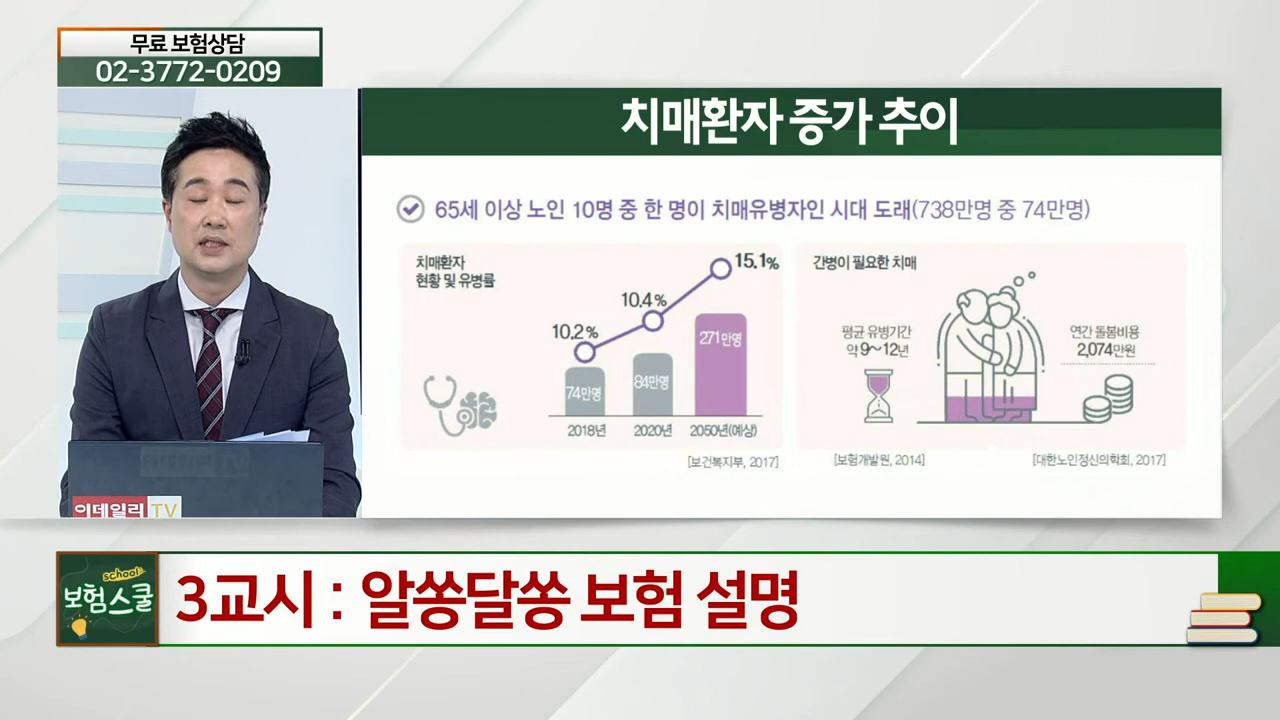 무료 보험상담
02-3772-0209
치매환자 증가 추이
65세 이상 노인 10명 중 한 명이 치매유병자인 시대 도래(738만명 중 74만명)
치매환자
현황 및 유병률
10.2%
10.4%
15.1%
74만명
84만명
271만명
2018년
2020년
2050년(예상)
[보건복지부, 2017]
간병이 필요한 치매
평균 유병기간
약 9~12년
연간 돌봄비용
2,074만원
[보험개발원, 2014]
[대한노인정신의학회, 2017]
이데일리 TV
school
보험스쿨
3교시 : 알쏭달쏭 보험 설명